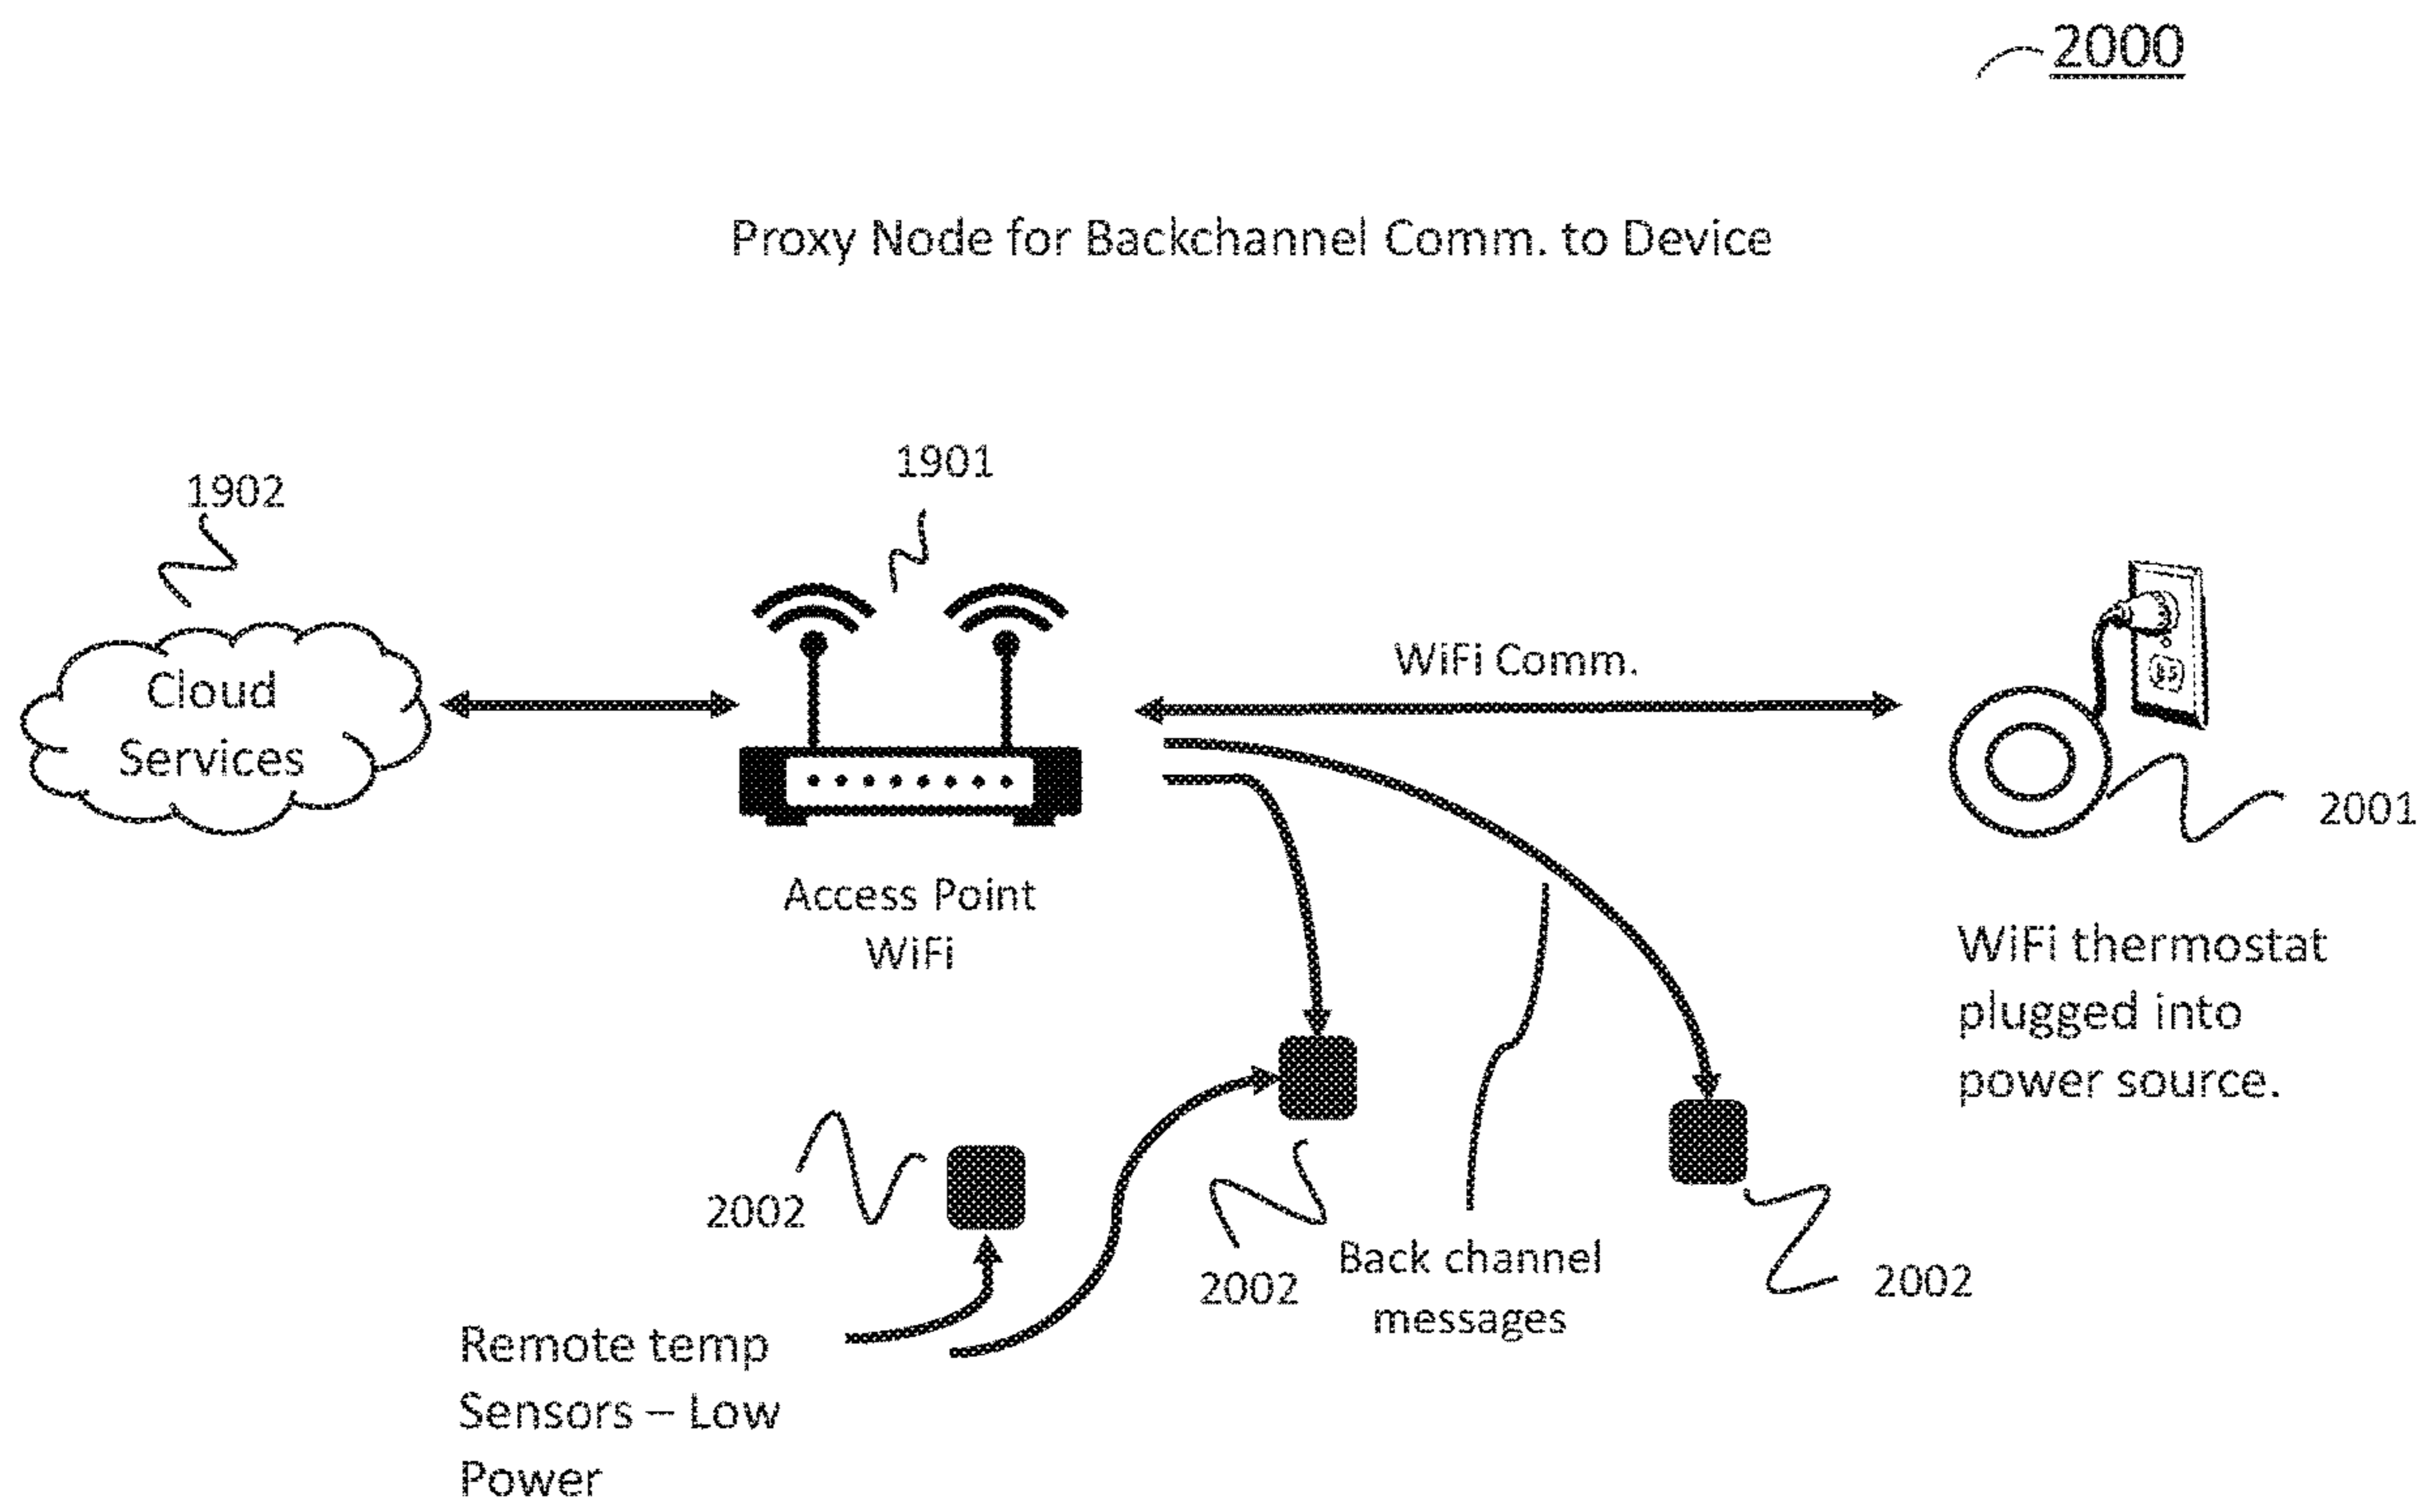 2000
Proxy Node for Backchannel Comm. to Device
1901
1902
WiFi Comm.
Cloud
Services
2001
Access Point
WiFi
WiFi thermostat
plugged into
power source.
2002
2002
Back channel
messages
2002
Remote temp
Sensors – Low
Power